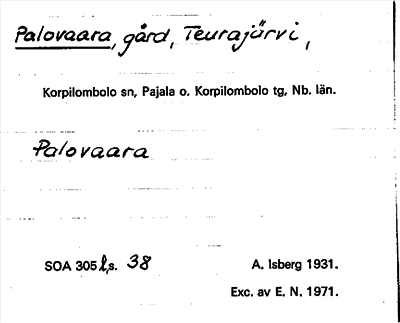 Palovaara, gård, Teurajärvi,
Korpilombolo sn, Pajala o. Korpilombolo tg, Nb. län.
Palovaara
SOA 305 l, s. 38
A. Isberg 1931.
Exc. av E. N. 1971.